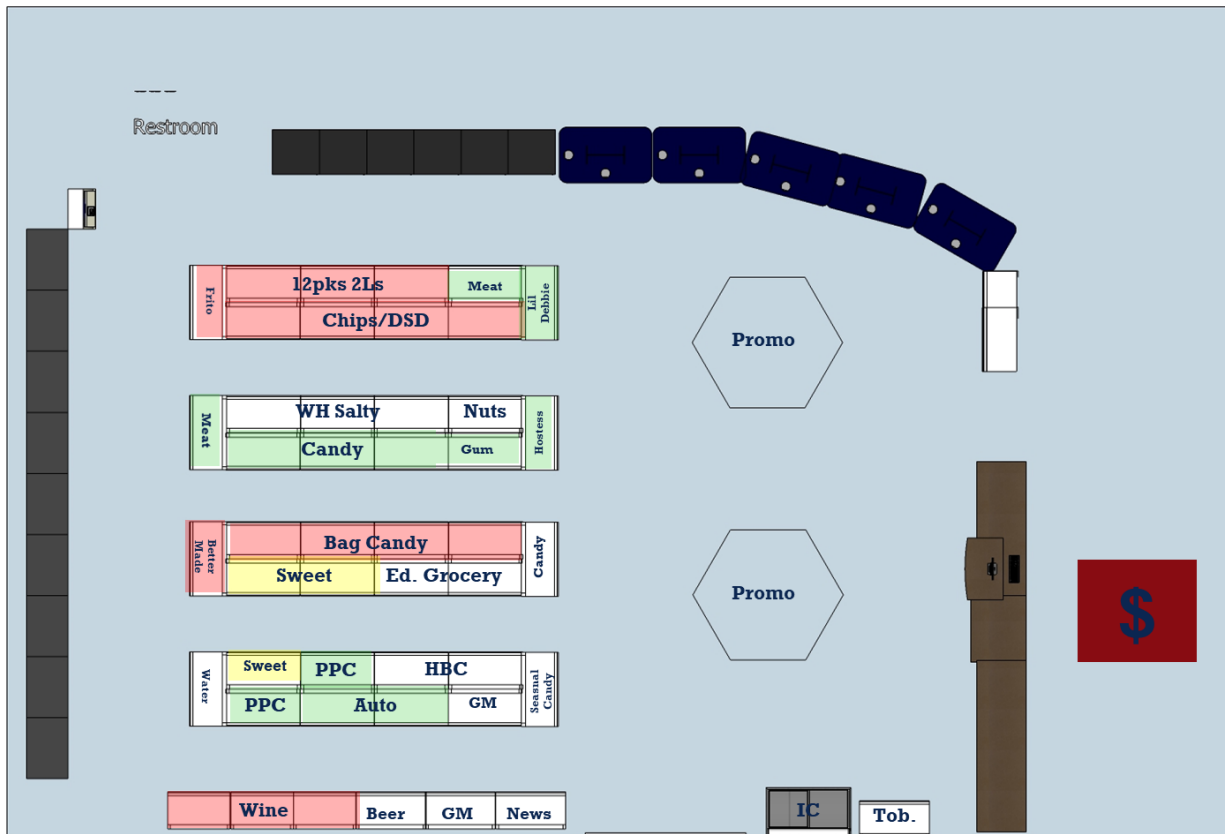 Restroom
Frito
12pks 2Ls
Meat
Lil
Debbie
Chips/DSD
Promo
Meat
WH Salty
Nuts
Hostess
Candy
Gum
Better
Made
Bag Candy
Candy
Sweet
Ed. Grocery
Promo
$
Water
Sweet
PPC
HBC
Seasnual
Candy
PPC
Auto
GM
Wine
Beer
GM
News
IC
Tob.